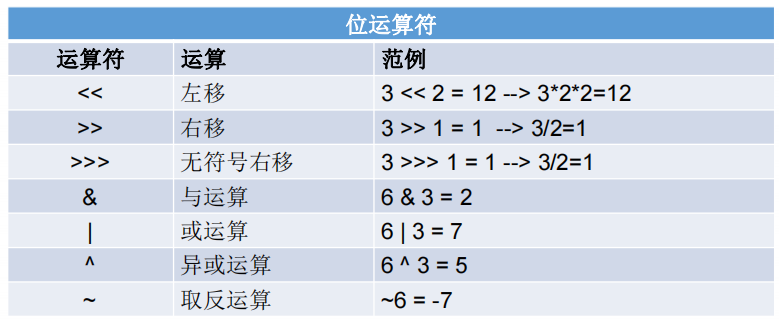 位运算符
运算符 运算 范例
<< 左移 3 << 2 = 12 --> 3*2*2=12
>> 右移 3 >> 1 = 1 --> 3/2=1
>>> 无符号右移 3 >>> 1 = 1 --> 3/2=1
& 与运算 6 & 3 = 2
| 或运算 6 | 3 = 7
^ 异或运算 6 ^ 3 = 5
~ 取反运算 ~6 = -7